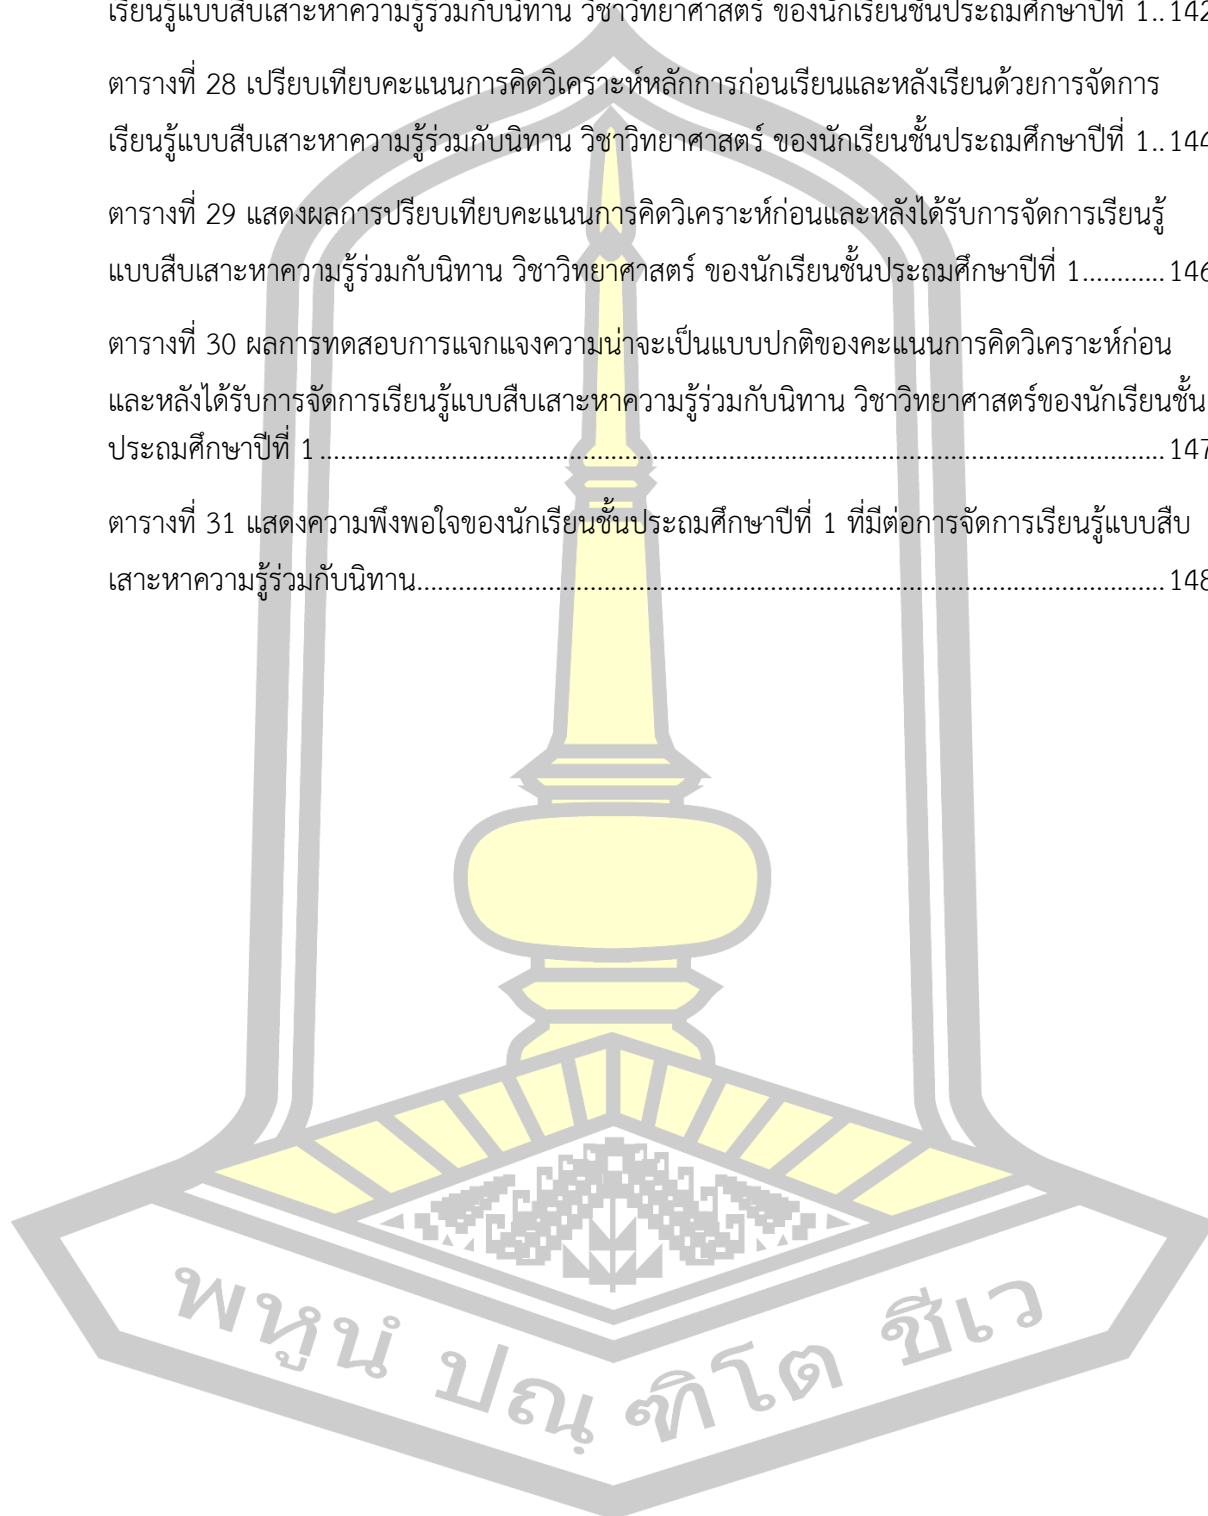 เรียนรู้แบบสืบเสาะหาความรู้ร่วมกับนิทาน วิชาวิทยาศาสตร์ ของนักเรียนชั้นประถมศึกษาปีที่ 1.. 142
ตารางที่ 28 เปรียบเทียบคะแนนการคิดวิเคราะห์หลักการก่อนเรียนและหลังเรียนด้วยการจัดการ
เรียนรู้แบบสืบเสาะหาความรู้ร่วมกับนิทาน วิชาวิทยาศาสตร์ ของนักเรียนชั้นประถมศึกษาปีที่ 1.. 144
ตารางที่ 29 แสดงผลการเปรียบเทียบคะแนนการคิดวิเคราะห์ก่อนและหลังได้รับการจัดการเรียนรู้
แบบสืบเสาะหาความรู้ร่วมกับนิทาน วิชาวิทยาศาสตร์ ของนักเรียนชั้นประถมศึกษาปีที่ 1............ 146
ตารางที่ 30 ผลการทดสอบการแจกแจงความน่าจะเป็นแบบปกติของคะแนนการคิดวิเคราะห์ก่อน
และหลังได้รับการจัดการเรียนรู้แบบสืบเสาะหาความรู้ร่วมกับนิทาน วิชาวิทยาศาสตร์ของนักเรียนชั้น
ประถมศึกษาปีที่ 1 ........................................................................................................................ 147
ตารางที่ 31 แสดงความพึงพอใจของนักเรียนชั้นประถมศึกษาปีที่ 1 ที่มีต่อการจัดการเรียนรู้แบบสืบ
เสาะหาความรู้ร่วมกับนิทาน.......................................................................................................... 148
พหูนํ ปณฺฑิโต ชีเว